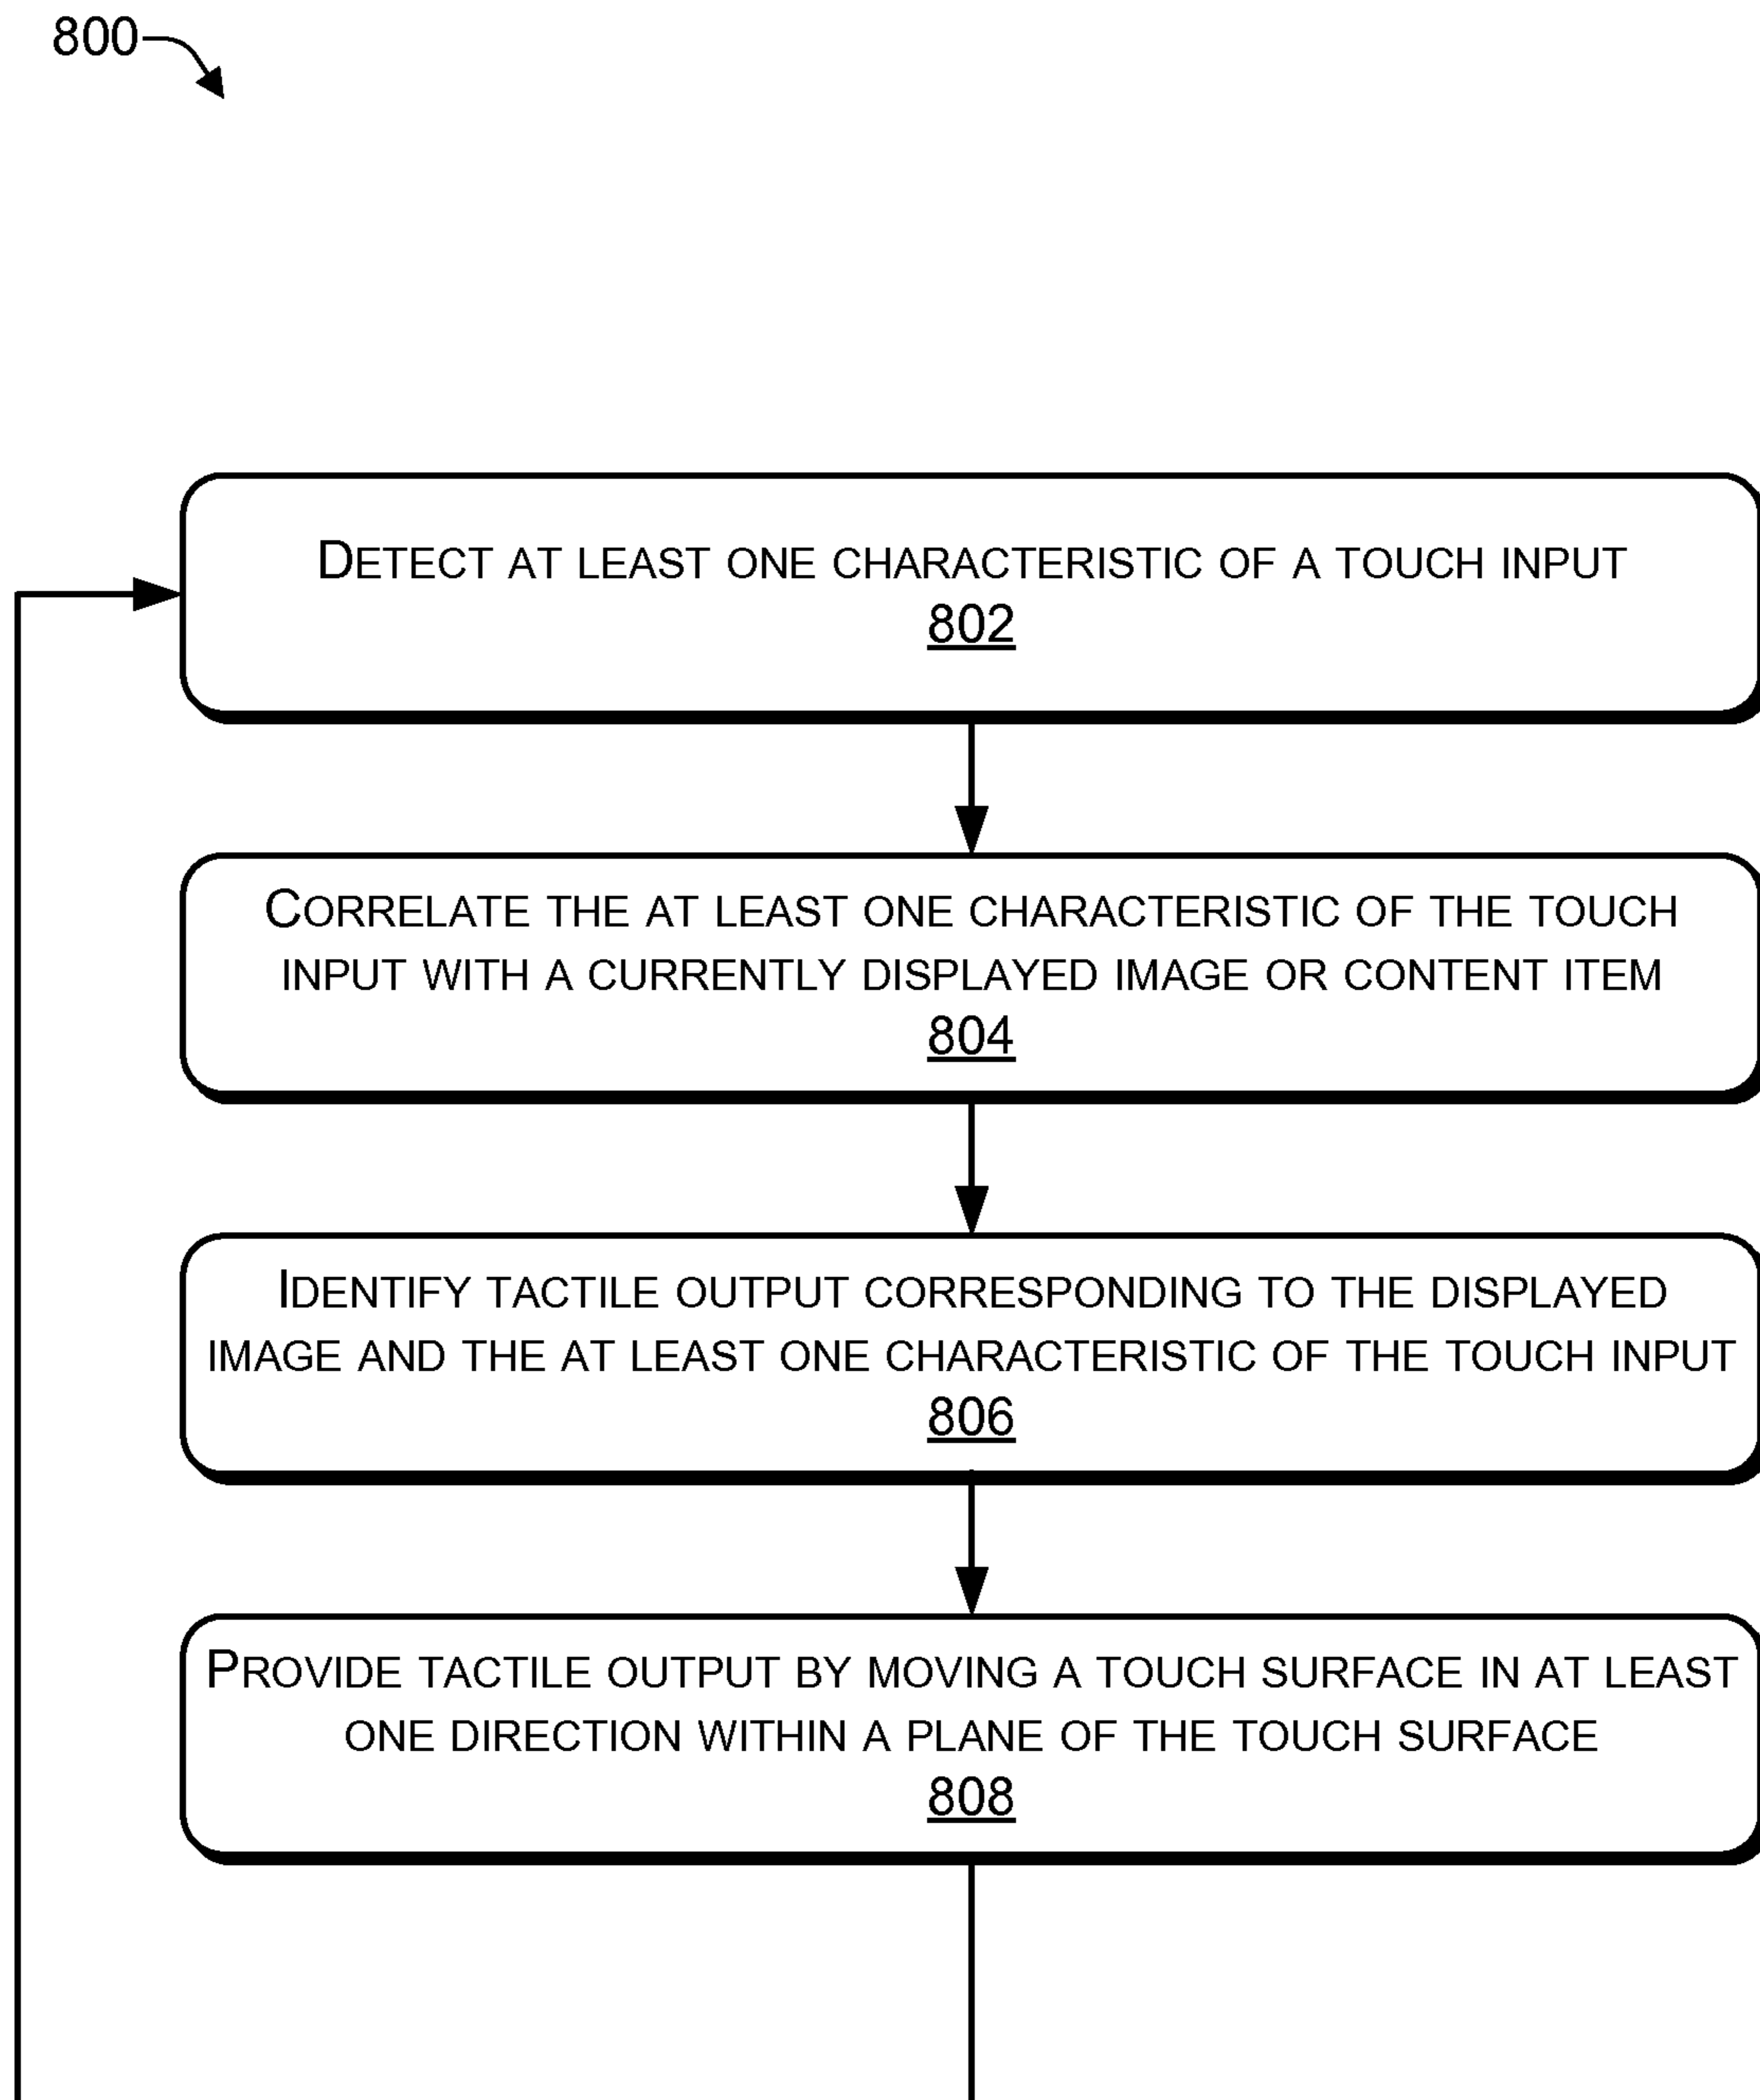 800
DETECT AT LEAST ONE CHARACTERISTIC OF A TOUCH INPUT
802
CORRELATE THE AT LEAST ONE CHARACTERISTIC OF THE TOUCH
INPUT WITH A CURRENTLY DISPLAYED IMAGE OR CONTENT ITEM
804
IDENTIFY TACTILE OUTPUT CORRESPONDING TO THE DISPLAYED
IMAGE AND THE AT LEAST ONE CHARACTERISTIC OF THE TOUCH INPUT
806
PROVIDE TACTILE OUTPUT BY MOVING A TOUCH SURFACE IN AT LEAST
ONE DIRECTION WITHIN A PLANE OF THE TOUCH SURFACE
808